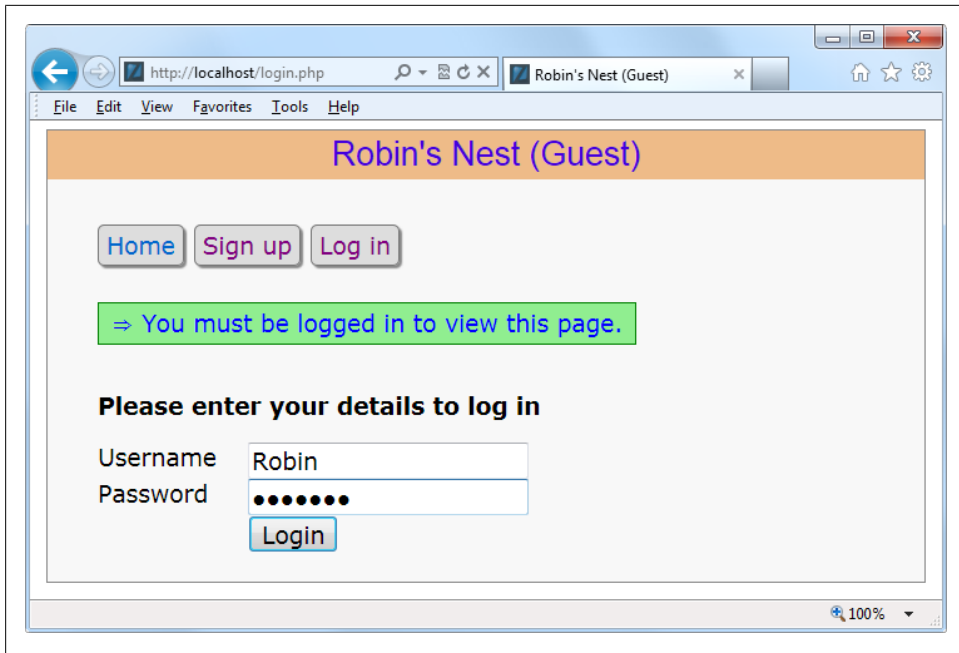 http://localhost/login.php
Robin's Nest (Guest)
File Edit View Favorites Tools Help
Robin's Nest (Guest)
Home Sign up Log in
⇒ You must be logged in to view this page.
Please enter your details to log in
Username Robin
Password •••••••
Login
100%